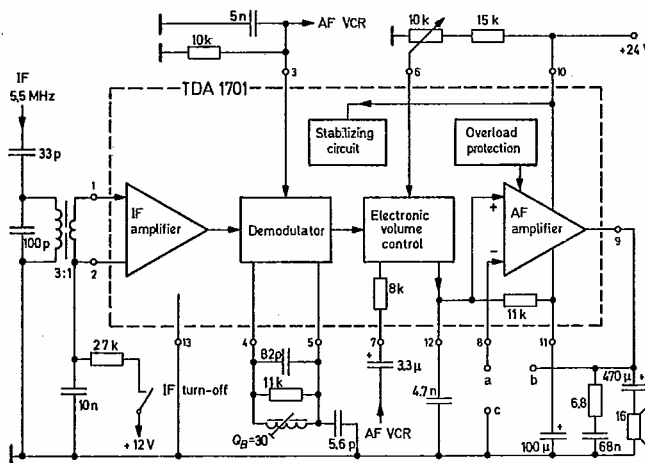 5n
AF VCR
10k
10k
15k
+24 V
3
6
10
TDA 1701
IF
5,5 MHz
33p
Stabilizing
circuit
Overload
protection
1
IF
amplifier
Demodulator
Electronic
volume
control
+
AF
amplifier
−
9
100p
3:1
2
8k
11k
13
4
5
7
12
8
11
27k
82p
+
3.3µ
a
b
470µ
+
11k
IF turn-off
4.7n
10n
6,8
16
c
Q_B=30
5,6p
+12V
AF VCR
+
100µ
68n